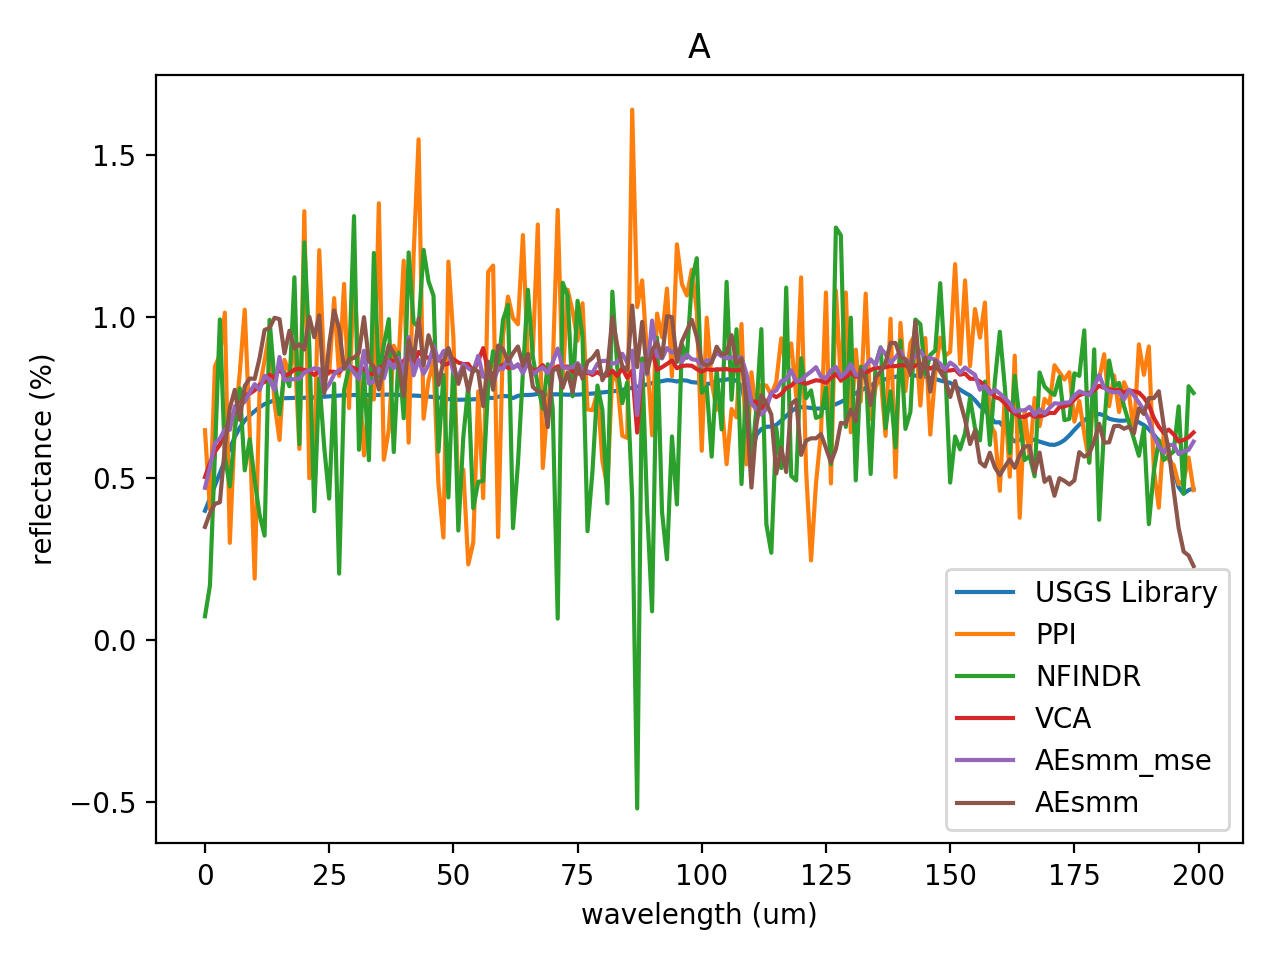 A
1.5
1.0
0.5
0.0
−0.5
reflectance (%)
0 25 50 75 100 125 150 175 200
wavelength (um)
USGS Library
PPI
NFINDR
VCA
AEsmm_mse
AEsmm